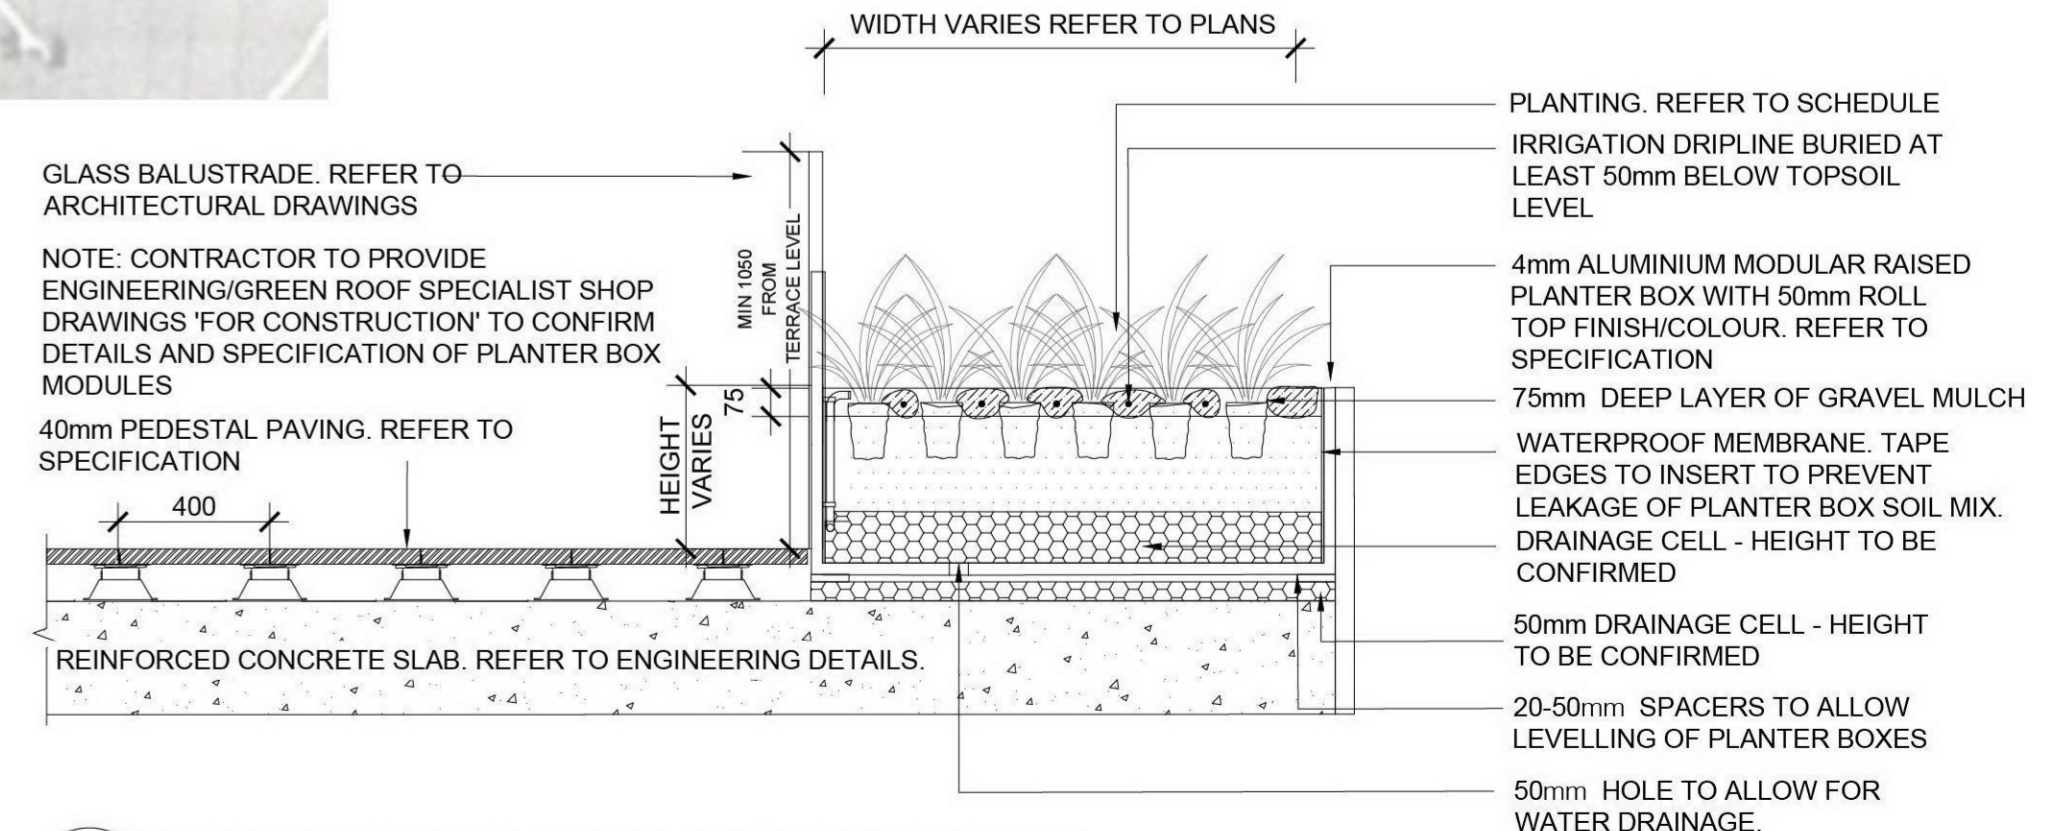 WIDTH VARIES REFER TO PLANS
GLASS BALUSTRADE. REFER TO
ARCHITECTURAL DRAWINGS
NOTE: CONTRACTOR TO PROVIDE
ENGINEERING/GREEN ROOF SPECIALIST SHOP
DRAWINGS 'FOR CONSTRUCTION' TO CONFIRM
DETAILS AND SPECIFICATION OF PLANTER BOX
MODULES
40mm PEDESTAL PAVING. REFER TO
SPECIFICATION
400
HEIGHT
VARIES
75
MIN 1050
FROM
TERRACE LEVEL
REINFORCED CONCRETE SLAB. REFER TO ENGINEERING DETAILS.
PLANTING. REFER TO SCHEDULE
IRRIGATION DRIPLINE BURIED AT
LEAST 50mm BELOW TOPSOIL
LEVEL
4mm ALUMINIUM MODULAR RAISED
PLANTER BOX WITH 50mm ROLL
TOP FINISH/COLOUR. REFER TO
SPECIFICATION
75mm DEEP LAYER OF GRAVEL MULCH
WATERPROOF MEMBRANE. TAPE
EDGES TO INSERT TO PREVENT
LEAKAGE OF PLANTER BOX SOIL MIX.
DRAINAGE CELL - HEIGHT TO BE
CONFIRMED
50mm DRAINAGE CELL - HEIGHT
TO BE CONFIRMED
20-50mm SPACERS TO ALLOW
LEVELLING OF PLANTER BOXES
50mm HOLE TO ALLOW FOR
WATER DRAINAGE.